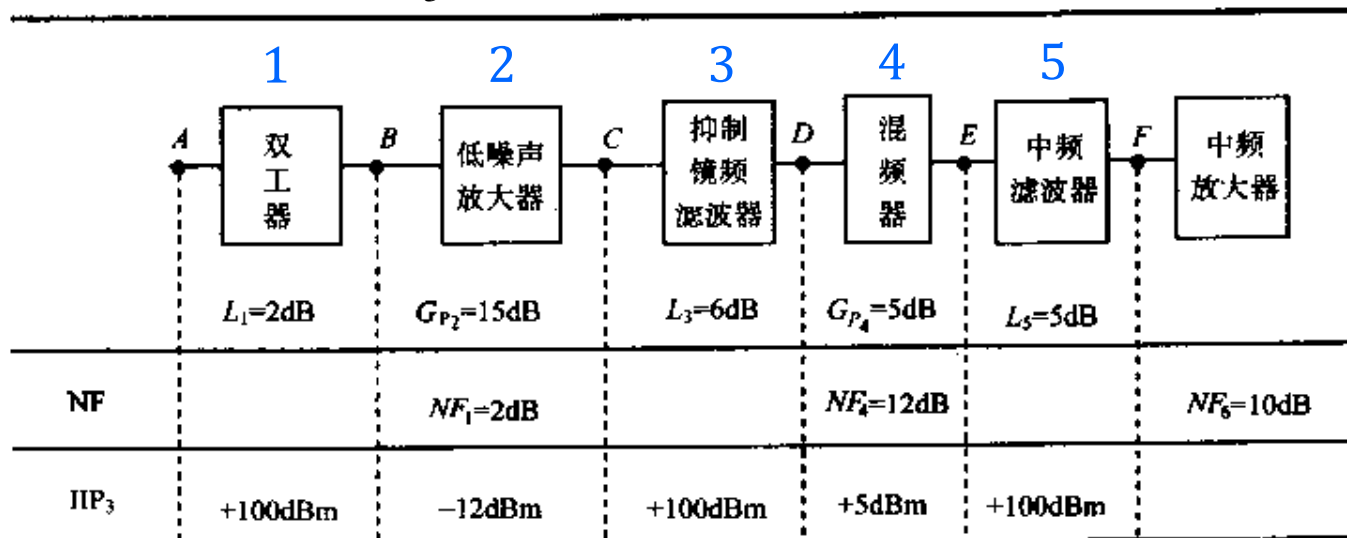 1 2 3 4 5
A 双工器 B 低噪声放大器 C 抑制镜频滤波器 D 混频器 E 中频滤波器 F 中频放大器
L₁=2dB G_P₂=15dB L₃=6dB G_P₄=5dB L₅=5dB
NF NF₁=2dB NF₄=12dB NF₆=10dB
IIP₃ +100dBm −12dBm +100dBm +5dBm +100dBm